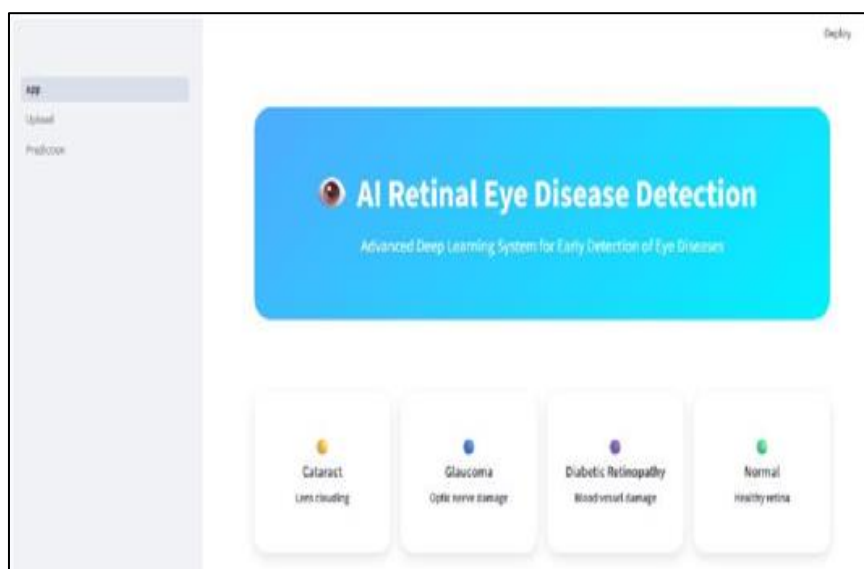 Deploy
App
Upload
Prediction
AI Retinal Eye Disease Detection
Advanced Deep Learning System for Early Detection of Eye Diseases
Cataract
Lens clouding
Glaucoma
Optic nerve damage
Diabetic Retinopathy
Blood vessel damage
Normal
Healthy retina